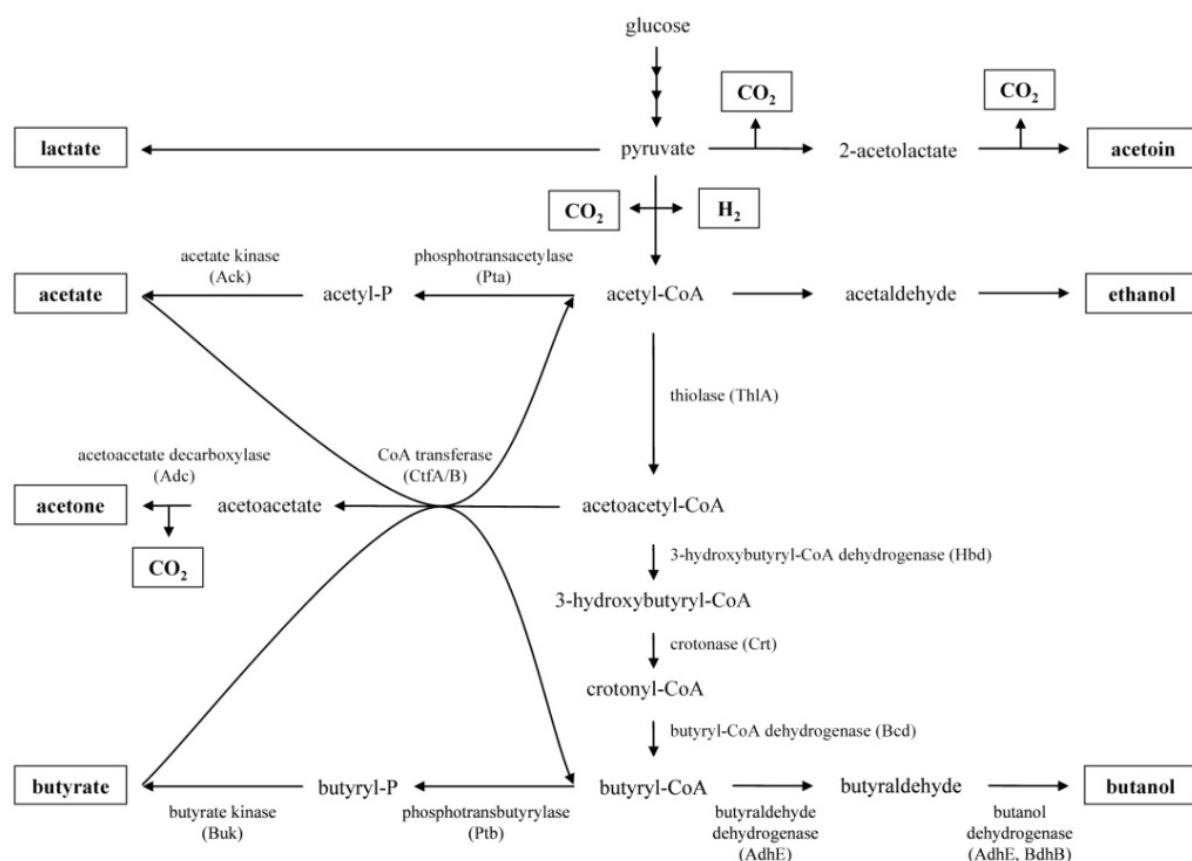 glucose
CO₂
CO₂
lactate
pyruvate
2-acetolactate
acetoin
CO₂
H₂
acetate kinase
(Ack)
phosphotransacetylase
(Pta)
acetate
acetyl-P
acetyl-CoA
acetaldehyde
ethanol
thiolase (ThlA)
acetoacetate decarboxylase
(Adc)
CoA transferase
(CtfA/B)
acetone
acetoacetate
acetoacetyl-CoA
CO₂
3-hydroxybutyryl-CoA dehydrogenase (Hbd)
3-hydroxybutyryl-CoA
crotonase (Crt)
crotonyl-CoA
butyryl-CoA dehydrogenase (Bcd)
butyrate
butyryl-P
butyryl-CoA
butyraldehyde
butanol
butyrate kinase
(Buk)
phosphotransbutyrylase
(Ptb)
butyraldehyde
dehydrogenase
(AdhE)
butanol
dehydrogenase
(AdhE, BdhB)